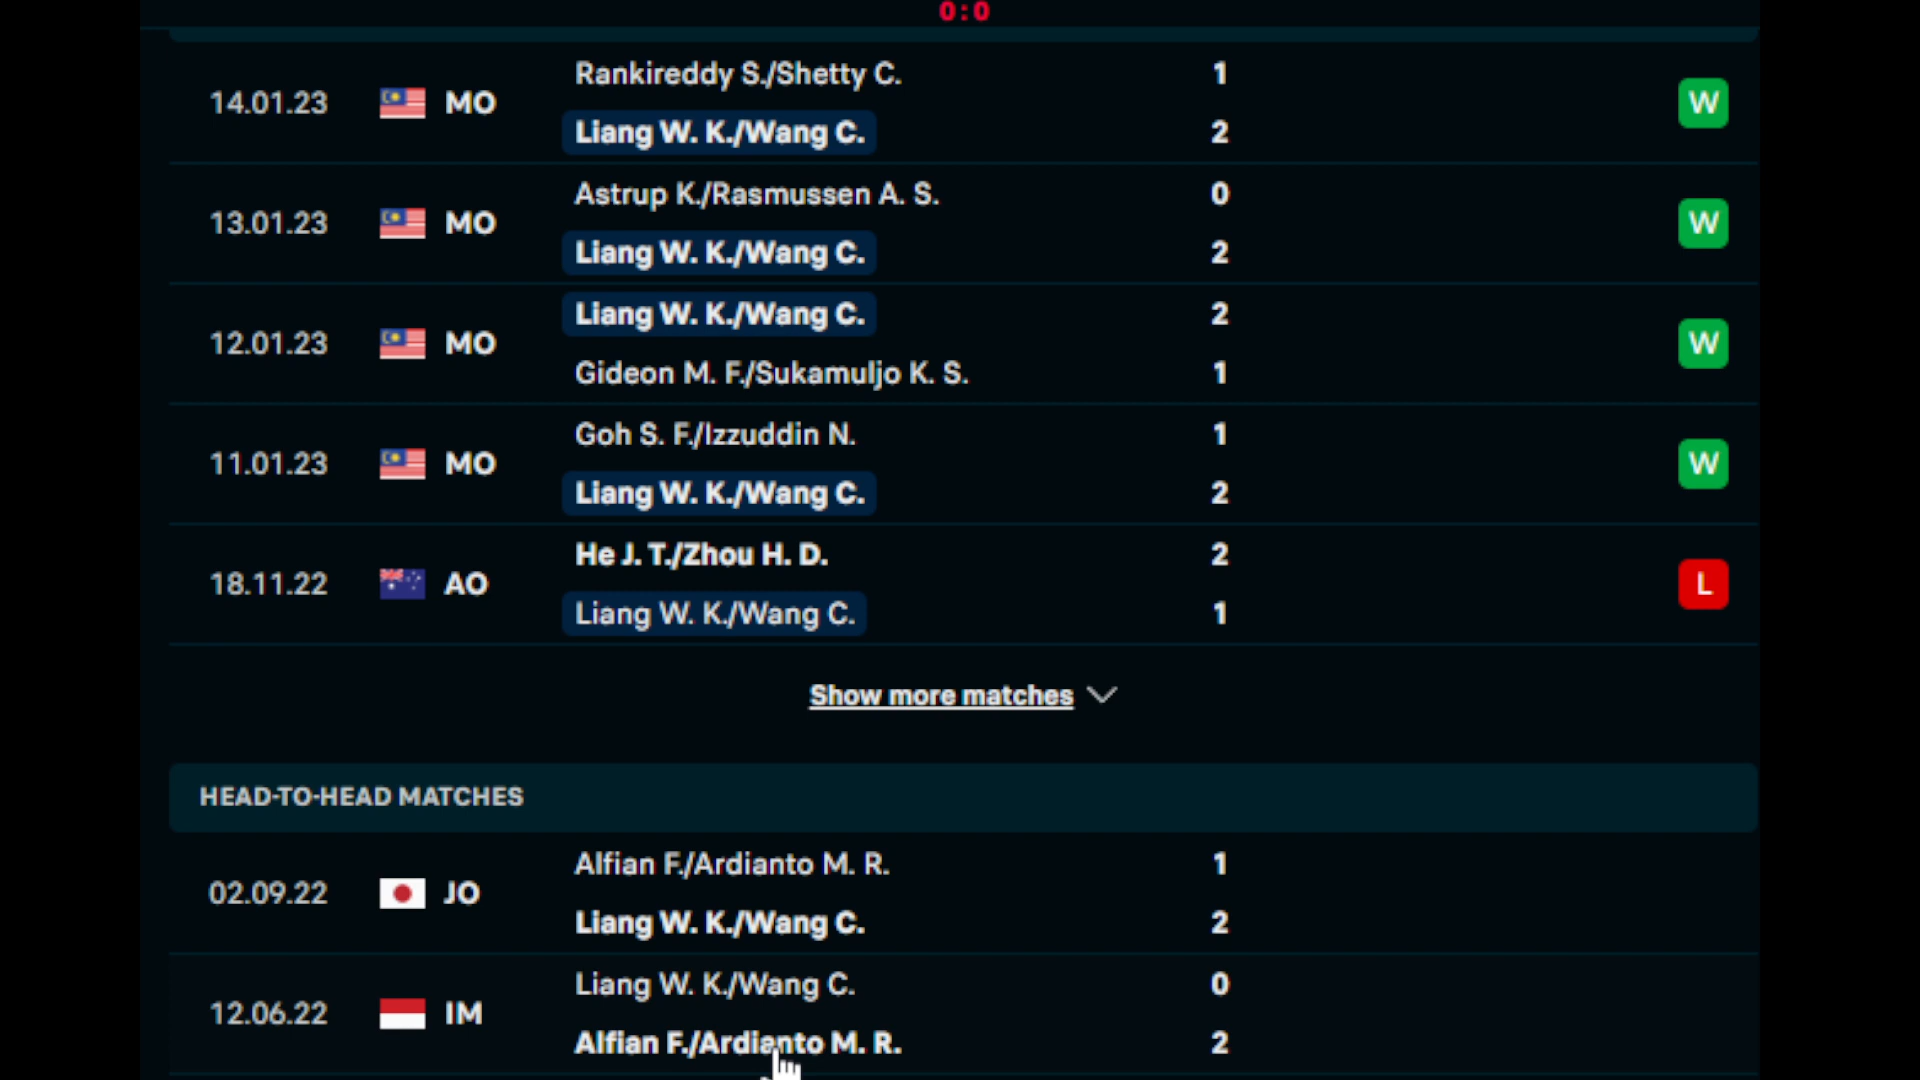 0:0
14.01.23 MO Rankireddy S./Shetty C. 1 W
Liang W. K./Wang C. 2
13.01.23 MO Astrup K./Rasmussen A. S. 0 W
Liang W. K./Wang C. 2
12.01.23 MO Liang W. K./Wang C. 2 W
Gideon M. F./Sukamuljo K. S. 1
11.01.23 MO Goh S. F./Izzuddin N. 1 W
Liang W. K./Wang C. 2
18.11.22 AO He J. T./Zhou H. D. 2 L
Liang W. K./Wang C. 1
Show more matches
HEAD-TO-HEAD MATCHES
02.09.22 JO Alfian F./Ardianto M. R. 1
Liang W. K./Wang C. 2
12.06.22 IM Liang W. K./Wang C. 0
Alfian F./Ardianto M. R. 2